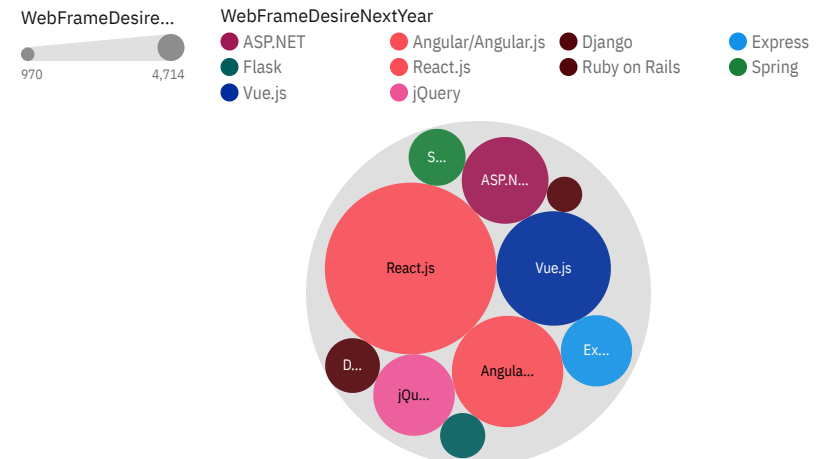 WebFrameDesire...
970 4,714
WebFrameDesireNextYear
ASP.NET Angular/Angular.js Django Express
Flask React.js Ruby on Rails Spring
Vue.js jQuery
S...
ASP.N...
React.js
Vue.js
Ex...
D...
Angula...
jQu...